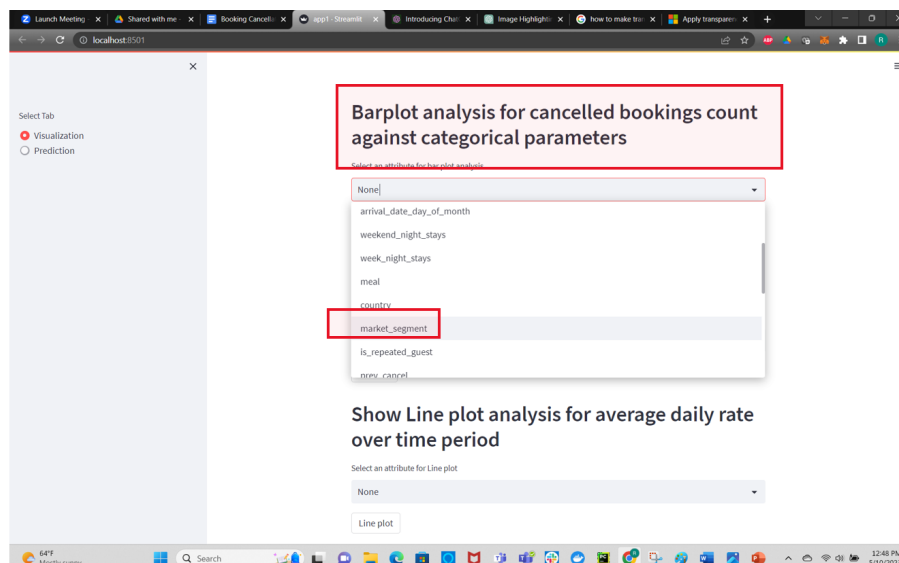 Launch Meeting -
Shared with me -
Booking Cancella
app1 · Streamlit
Introducing Chat
Image Highlightin
how to make tran
Apply transparen
localhost:8501
ABP
R
Select Tab
Visualization
Prediction
Barplot analysis for cancelled bookings count
against categorical parameters
Select an attribute for bar plot analysis
None
arrival_date_day_of_month
weekend_night_stays
week_night_stays
meal
country
market_segment
is_repeated_guest
prev_cancel
Show Line plot analysis for average daily rate
over time period
Select an attribute for Line plot
None
Line plot
64°F
Mostly sunny
Search
12:48 PM